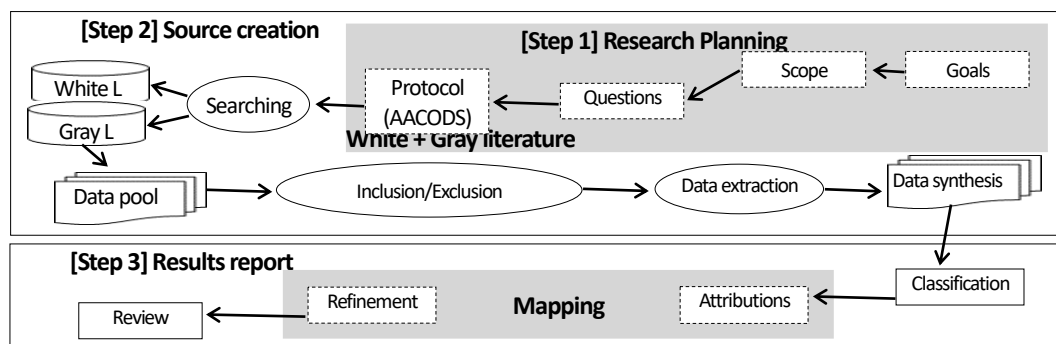 [Step 2] Source creation
[Step 1] Research Planning
White L
Gray L
Searching
Protocol
(AACODS)
Questions
Scope
Goals
White + Gray literature
Data pool
Inclusion/Exclusion
Data extraction
Data synthesis
[Step 3] Results report
Review
Refinement
Mapping
Attributions
Classification